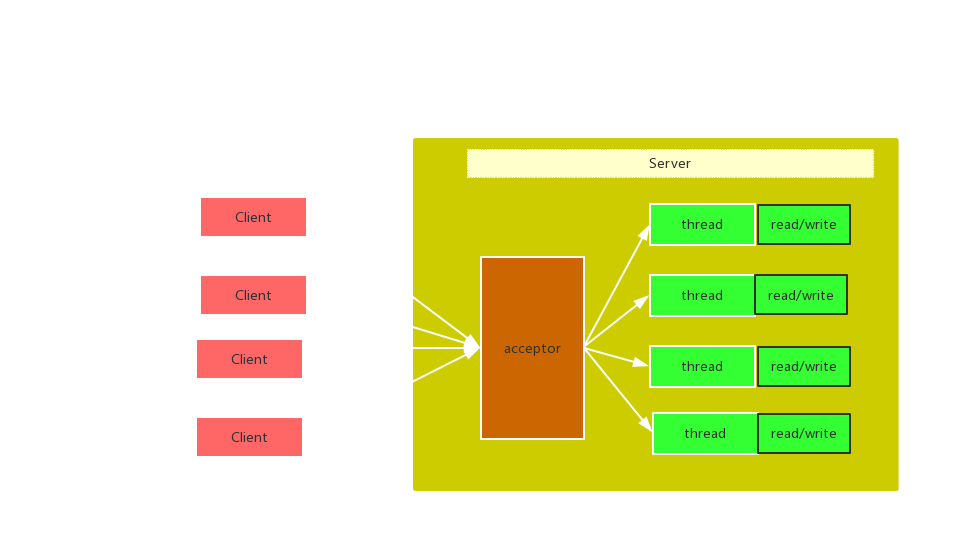 Server
Client
thread
read/write
Client
thread
read/write
acceptor
Client
thread
read/write
Client
thread
read/write